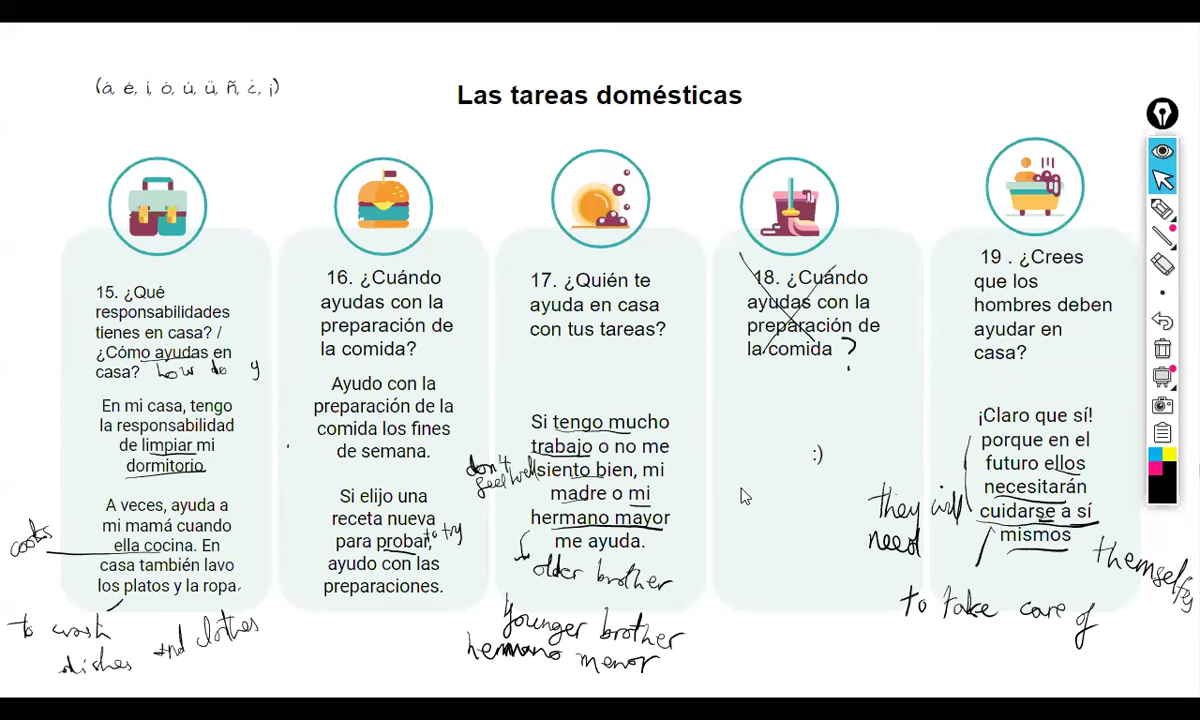 (á, é, í, ó, ú, ü, ñ, ¿, ¡)
Las tareas domésticas
15. ¿Qué
responsabilidades
tienes en casa? /
¿Cómo ayudas en
casa?
how do y
En mi casa, tengo
la responsabilidad
de limpiar mi
dormitorio
A veces, ayuda a
mi mamá cuando
ella cocina. En
casa también lavo
los platos y la ropa.
cooks
to wash
dishes
and clothes
16. ¿Cuándo
ayudas con la
preparación de
la comida?
Ayudo con la
preparación de la
comida los fines
de semana.
Si elijo una
receta nueva
para probar,
ayudo con las
preparaciones.
to try
17. ¿Quién te
ayuda en casa
con tus tareas?
Si tengo mucho
trabajo o no me
siento bien, mi
madre o mi
hermano mayor
me ayuda.
don't
feel well
older brother
younger brother
hermano menor
18. ¿Cuándo
ayudas con la
preparación de
la comida ?
:)
19 . ¿Crees
que los
hombres deben
ayudar en
casa?
¡Claro que sí!
porque en el
futuro ellos
necesitarán
cuidarse a sí
mismos
they will
need
themselfes
to take care of